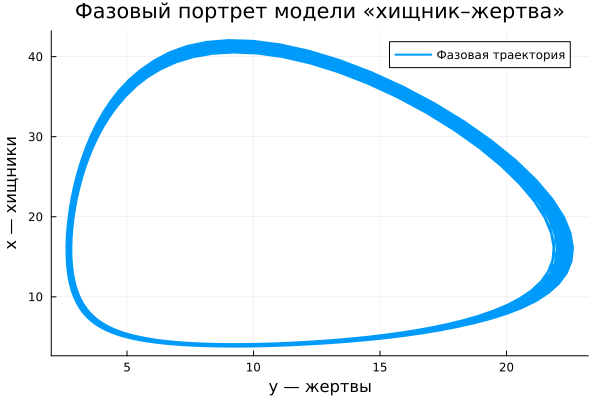 Фазовый портрет модели «хищник–жертва»
Фазовая траектория
x — хищники
40
30
20
10
5
10
15
20
y — жертвы